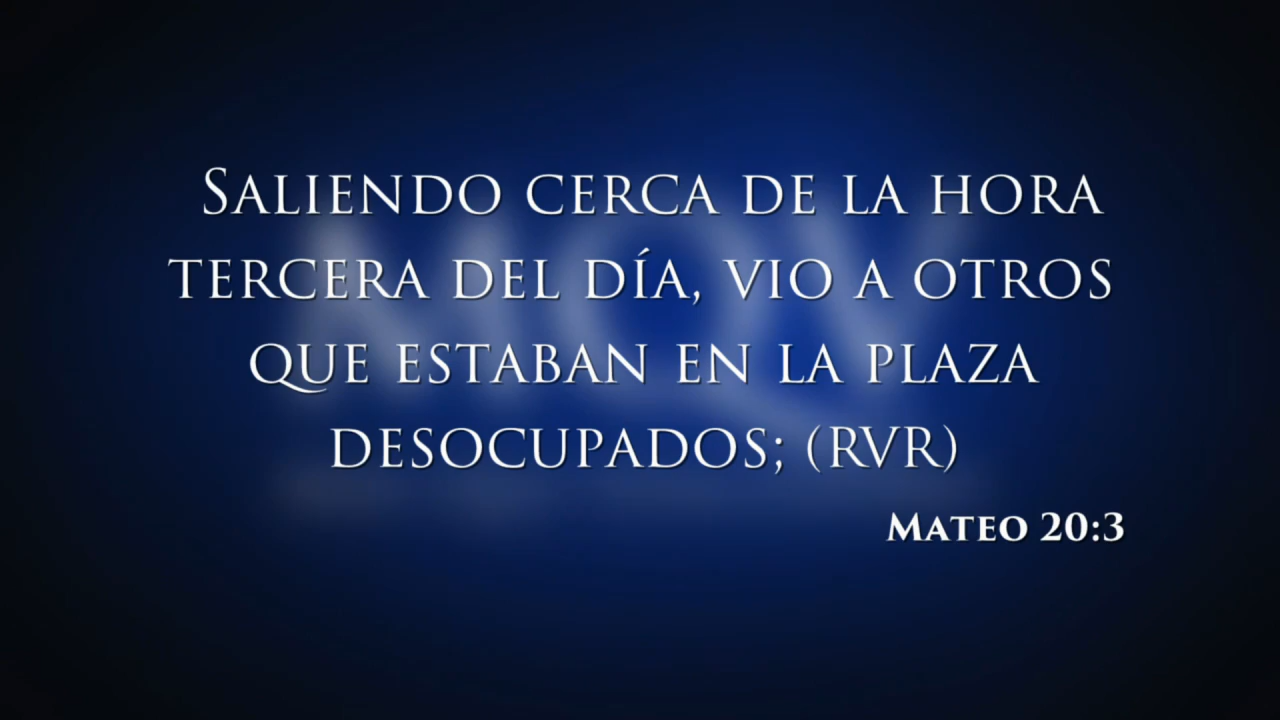 Saliendo cerca de la hora
tercera del día, vio a otros
que estaban en la plaza
desocupados; (RVR)
Mateo 20:3